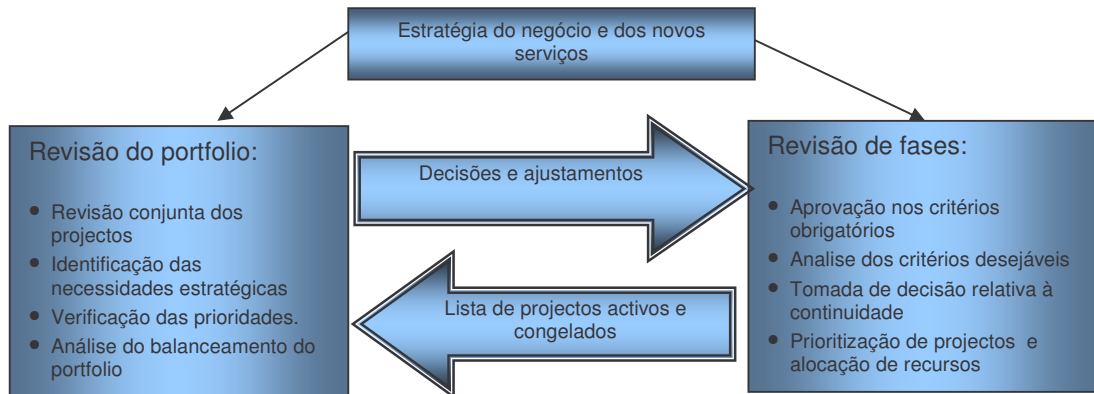 Estratégia do negócio e dos novos
serviços
Revisão do portfolio:
• Revisão conjunta dos
projectos
• Identificação das
necessidades estratégicas
• Verificação das prioridades.
• Análise do balanceamento do
portfolio
Decisões e ajustamentos
Lista de projectos activos e
congelados
Revisão de fases:
• Aprovação nos critérios
obrigatórios
• Analise dos critérios desejáveis
• Tomada de decisão relativa à
continuidade
• Prioritização de projectos e
alocação de recursos